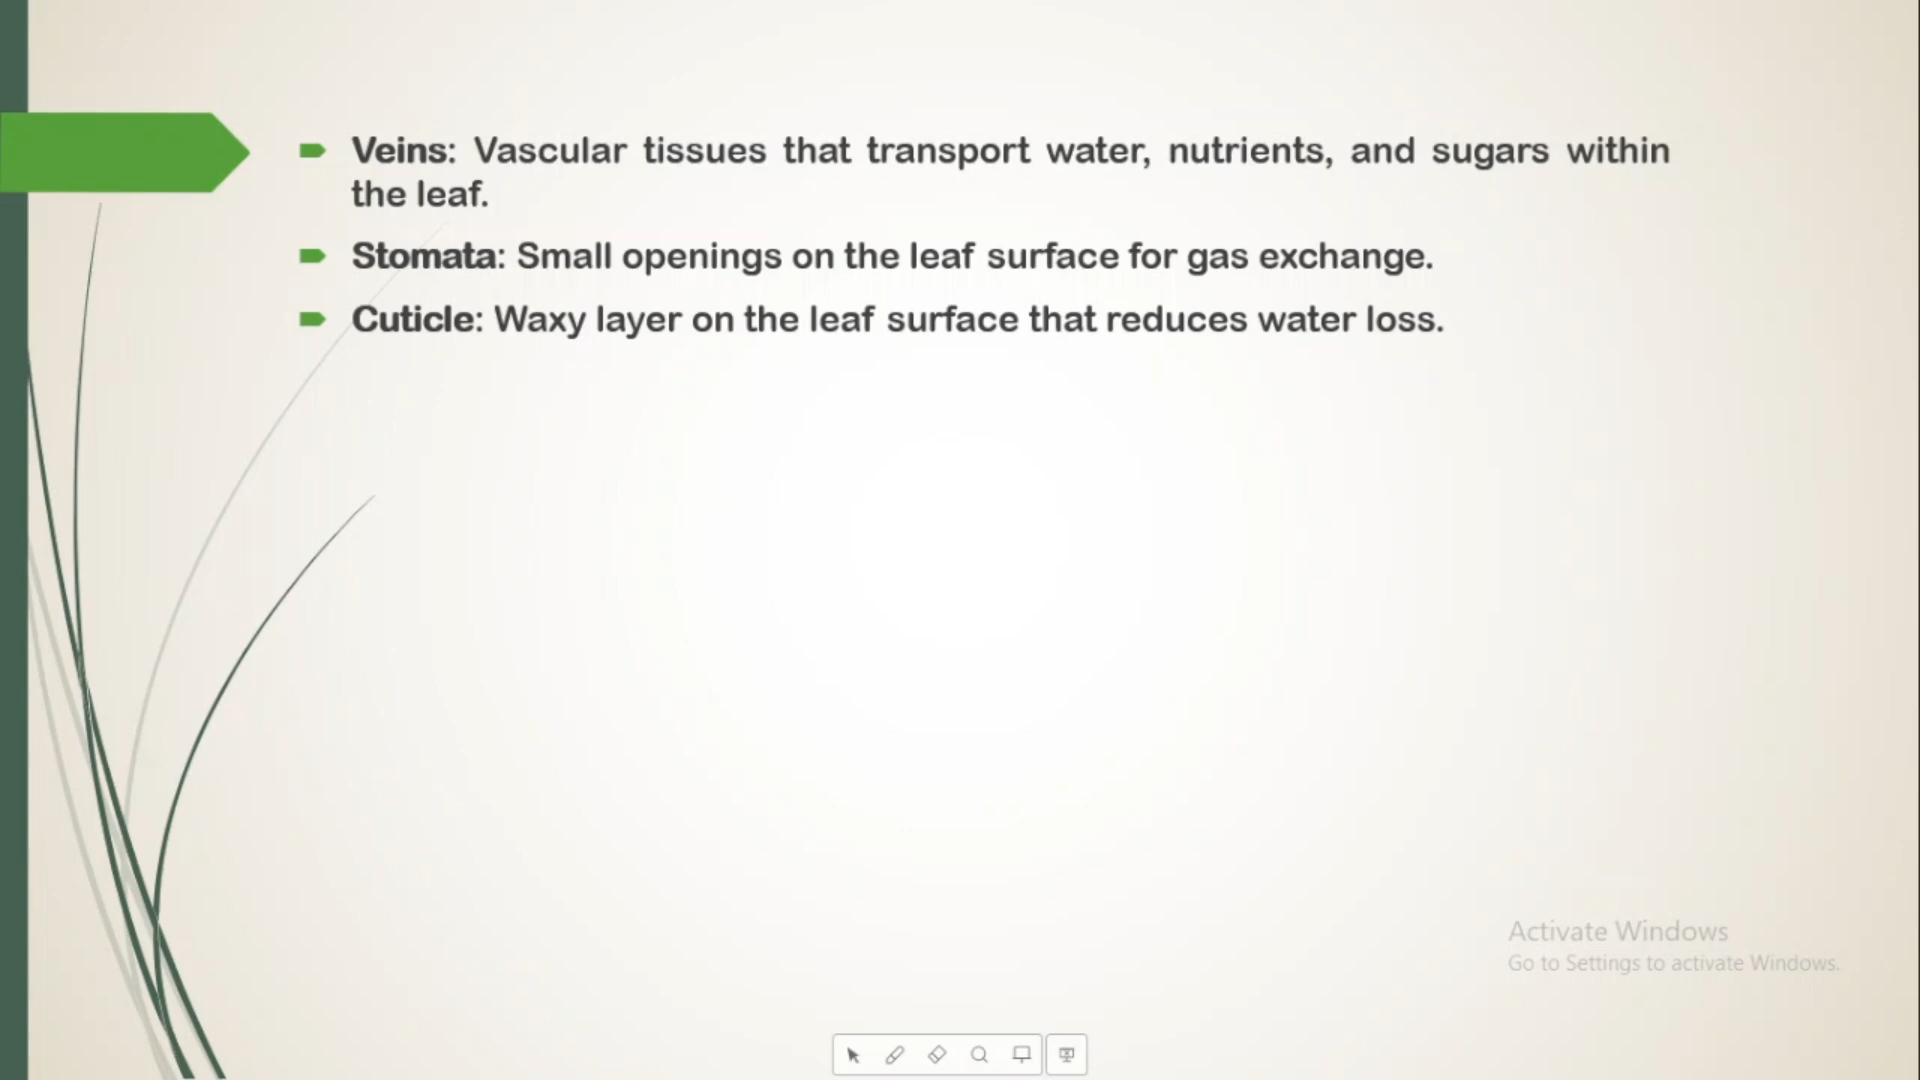 Veins: Vascular tissues that transport water, nutrients, and sugars within
the leaf.
Stomata: Small openings on the leaf surface for gas exchange.
Cuticle: Waxy layer on the leaf surface that reduces water loss.
Activate Windows
Go to Settings to activate Windows.